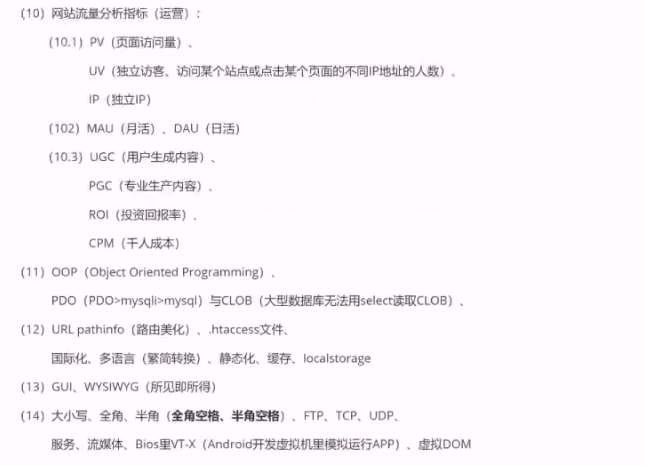 （10）网站流量分析指标（运营）：
（10.1）PV（页面访问量）、
UV（独立访客、访问某个站点或点击某个页面的不同IP地址的人数）、
IP（独立IP）
（102）MAU（月活）、DAU（日活）
（10.3）UGC（用户生成内容）、
PGC（专业生产内容）、
ROI（投资回报率）、
CPM（千人成本）
（11）OOP（Object Oriented Programming）、
PDO（PDO>mysqli>mysql）与CLOB（大型数据库无法用select读取CLOB）、
（12）URL pathinfo（路由美化）、.htaccess文件、
国际化、多语言（繁简转换）、静态化、缓存、localstorage
（13）GUI、WYSIWYG（所见即所得）
（14）大小写、全角、半角（全角空格、半角空格）、FTP、TCP、UDP、
服务、流媒体、Bios里VT-X（Android开发虚拟机里模拟运行APP）、虚拟DOM